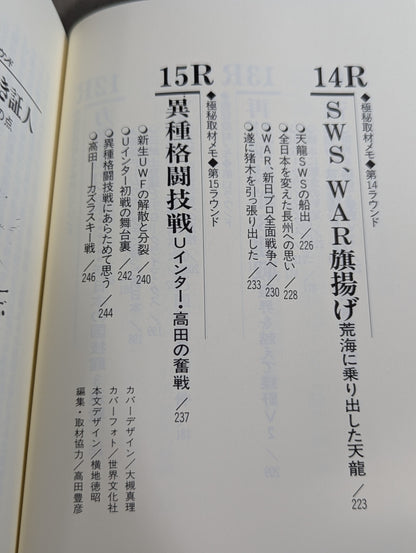 14R
SWS、WAR旗揚げ 荒海に乗り出した天龍/223
◆極秘取材メモ◆第14ラウンド
●天龍SWSの船出/226
●全日本を変えた長州への思い/228
●WAR、新日プロ全面戦争へ/230
●遂に猪木を引っ張り出した/233
15R
異種格闘技戦 Uインター・高田の奮戦/237
◆極秘取材メモ◆第15ラウンド
●新生UWFの解散と分裂/240
●Uインター初戦の舞台裏/242
●異種格闘技戦にあらためて思う/244
●高田──カズラスキー戦/246
カバーデザイン/大槻真理
カバーフォト/世界文化社
本文デザイン/横地徳昭
編集・取材協力/高田豊彦
証人
の点